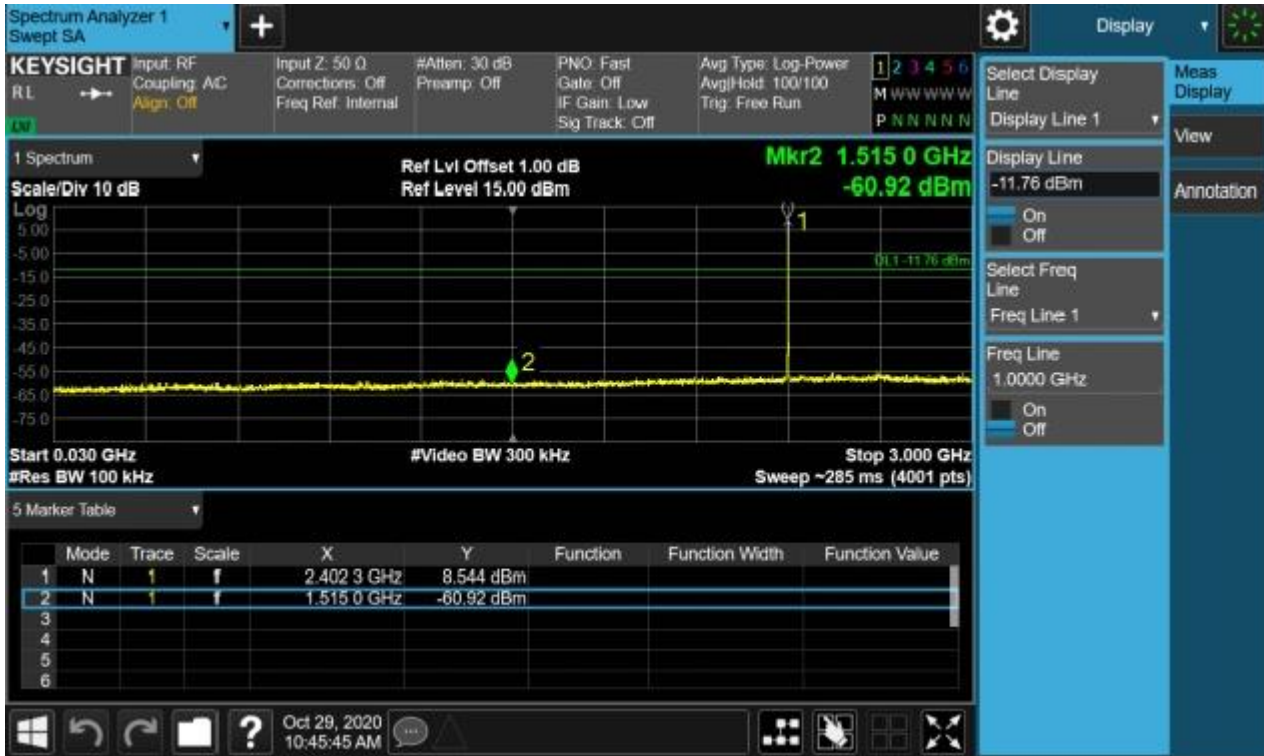 Spectrum Analyzer 1
Swept SA
+
Display
KEYSIGHT
RL
LXI
Input: RF
Coupling: AC
Align: Off
Input Z: 50 Ω
Corrections: Off
Freq Ref: Internal
#Atten: 30 dB
Preamp: Off
PNO: Fast
Gate: Off
IF Gain: Low
Sig Track: Off
Avg Type: Log-Power
Avg|Hold: 100/100
Trig: Free Run
1 2 3 4 5 6
M W W W W W
P N N N N N
1 Spectrum
Scale/Div 10 dB
Ref Lvl Offset 1.00 dB
Ref Level 15.00 dBm
Mkr2 1.515 0 GHz
-60.92 dBm
Log
5.00
-5.00
-15.0
-25.0
-35.0
-45.0
-55.0
-65.0
-75.0
1
DL1 -11.76 dBm
2
Start 0.030 GHz
#Video BW 300 kHz
Stop 3.000 GHz
#Res BW 100 kHz
Sweep ~285 ms (4001 pts)
5 Marker Table
Mode Trace Scale X Y Function Function Width Function Value
1 N 1 f 2.402 3 GHz 8.544 dBm
2 N 1 f 1.515 0 GHz -60.92 dBm
3
4
5
6
Select Display
Line
Display Line 1
Display Line
-11.76 dBm
On
Off
Select Freq
Line
Freq Line 1
Freq Line
1.0000 GHz
On
Off
Meas
Display
View
Annotation
?
Oct 29, 2020
10:45:45 AM